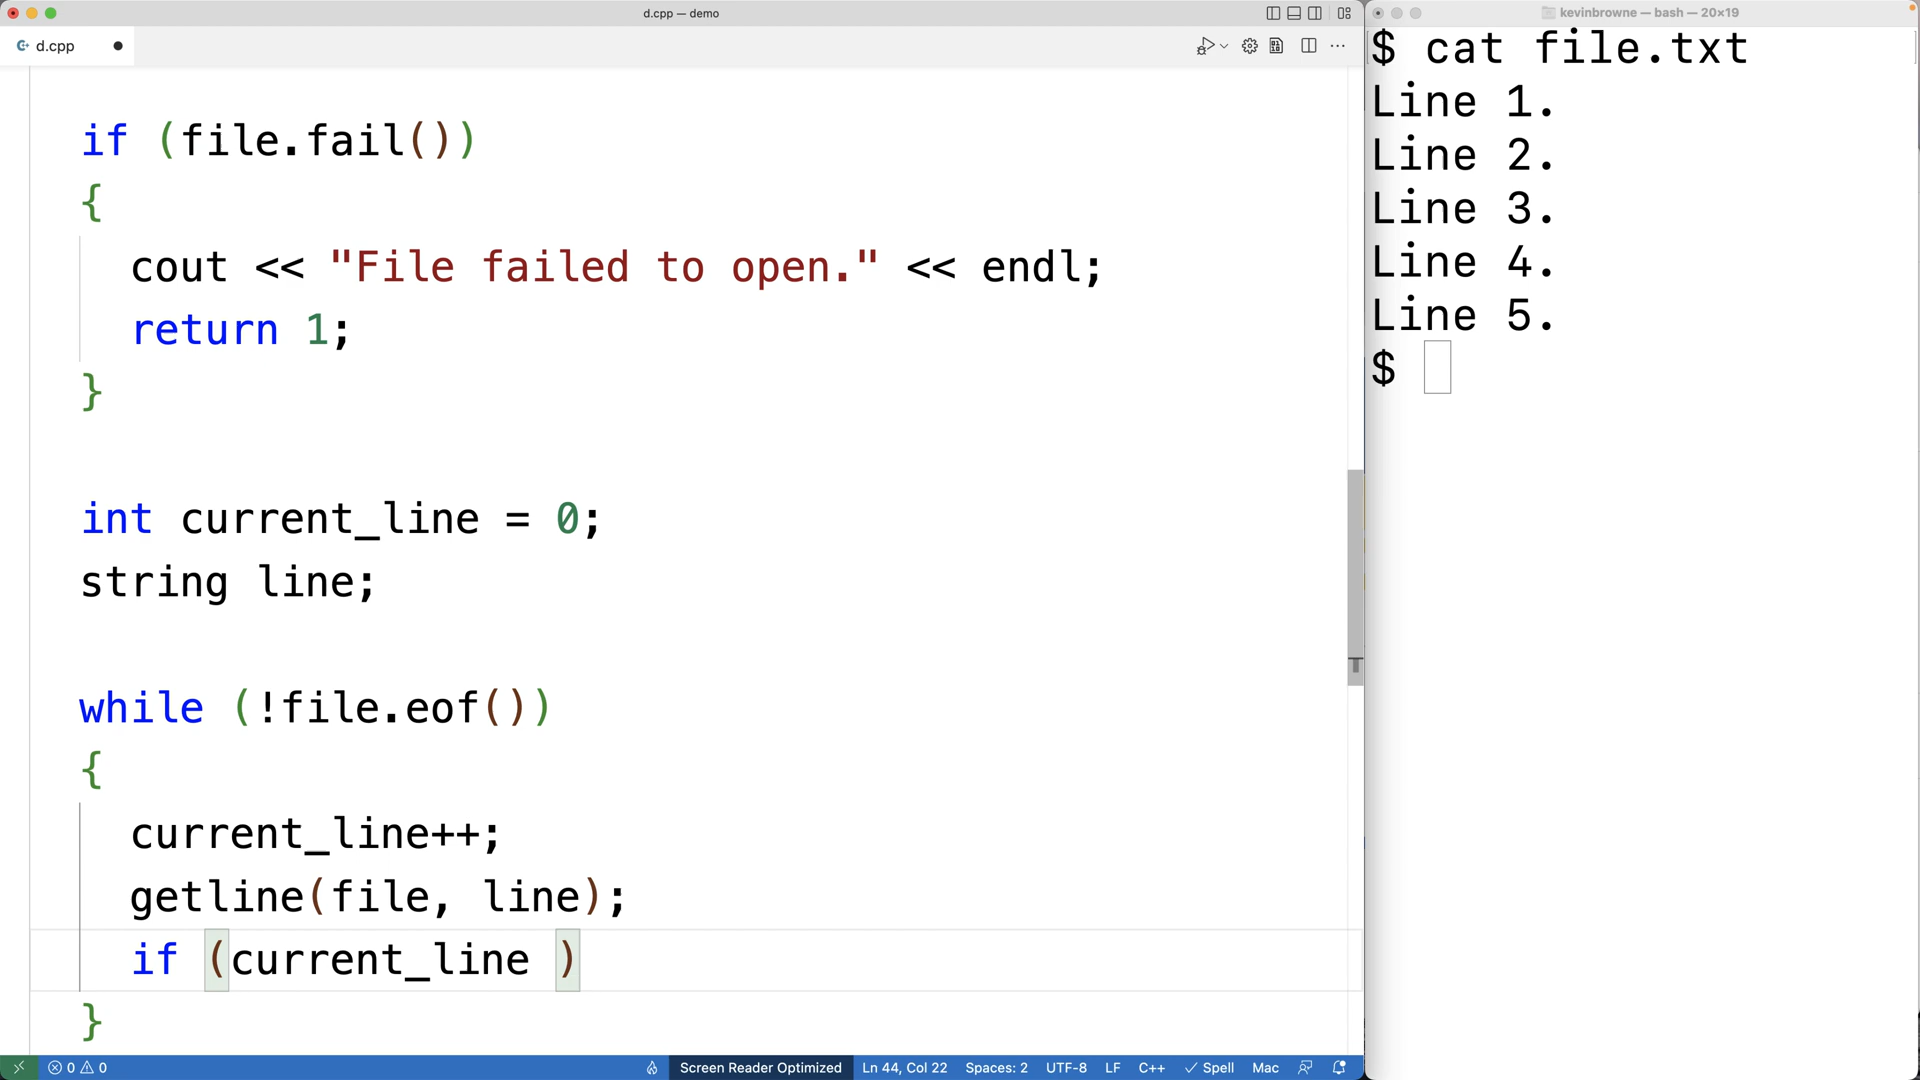 d.cpp — demo
d.cpp
if (file.fail())
{
cout << "File failed to open." << endl;
return 1;
}
int current_line = 0;
string line;
while (!file.eof())
{
current_line++;
getline(file, line);
if (current_line )
}
0 0 Screen Reader Optimized Ln 44, Col 22 Spaces: 2 UTF-8 LF C++ Spell Mac
kevinbrowne — bash — 20×19
$ cat file.txt
Line 1.
Line 2.
Line 3.
Line 4.
Line 5.
$